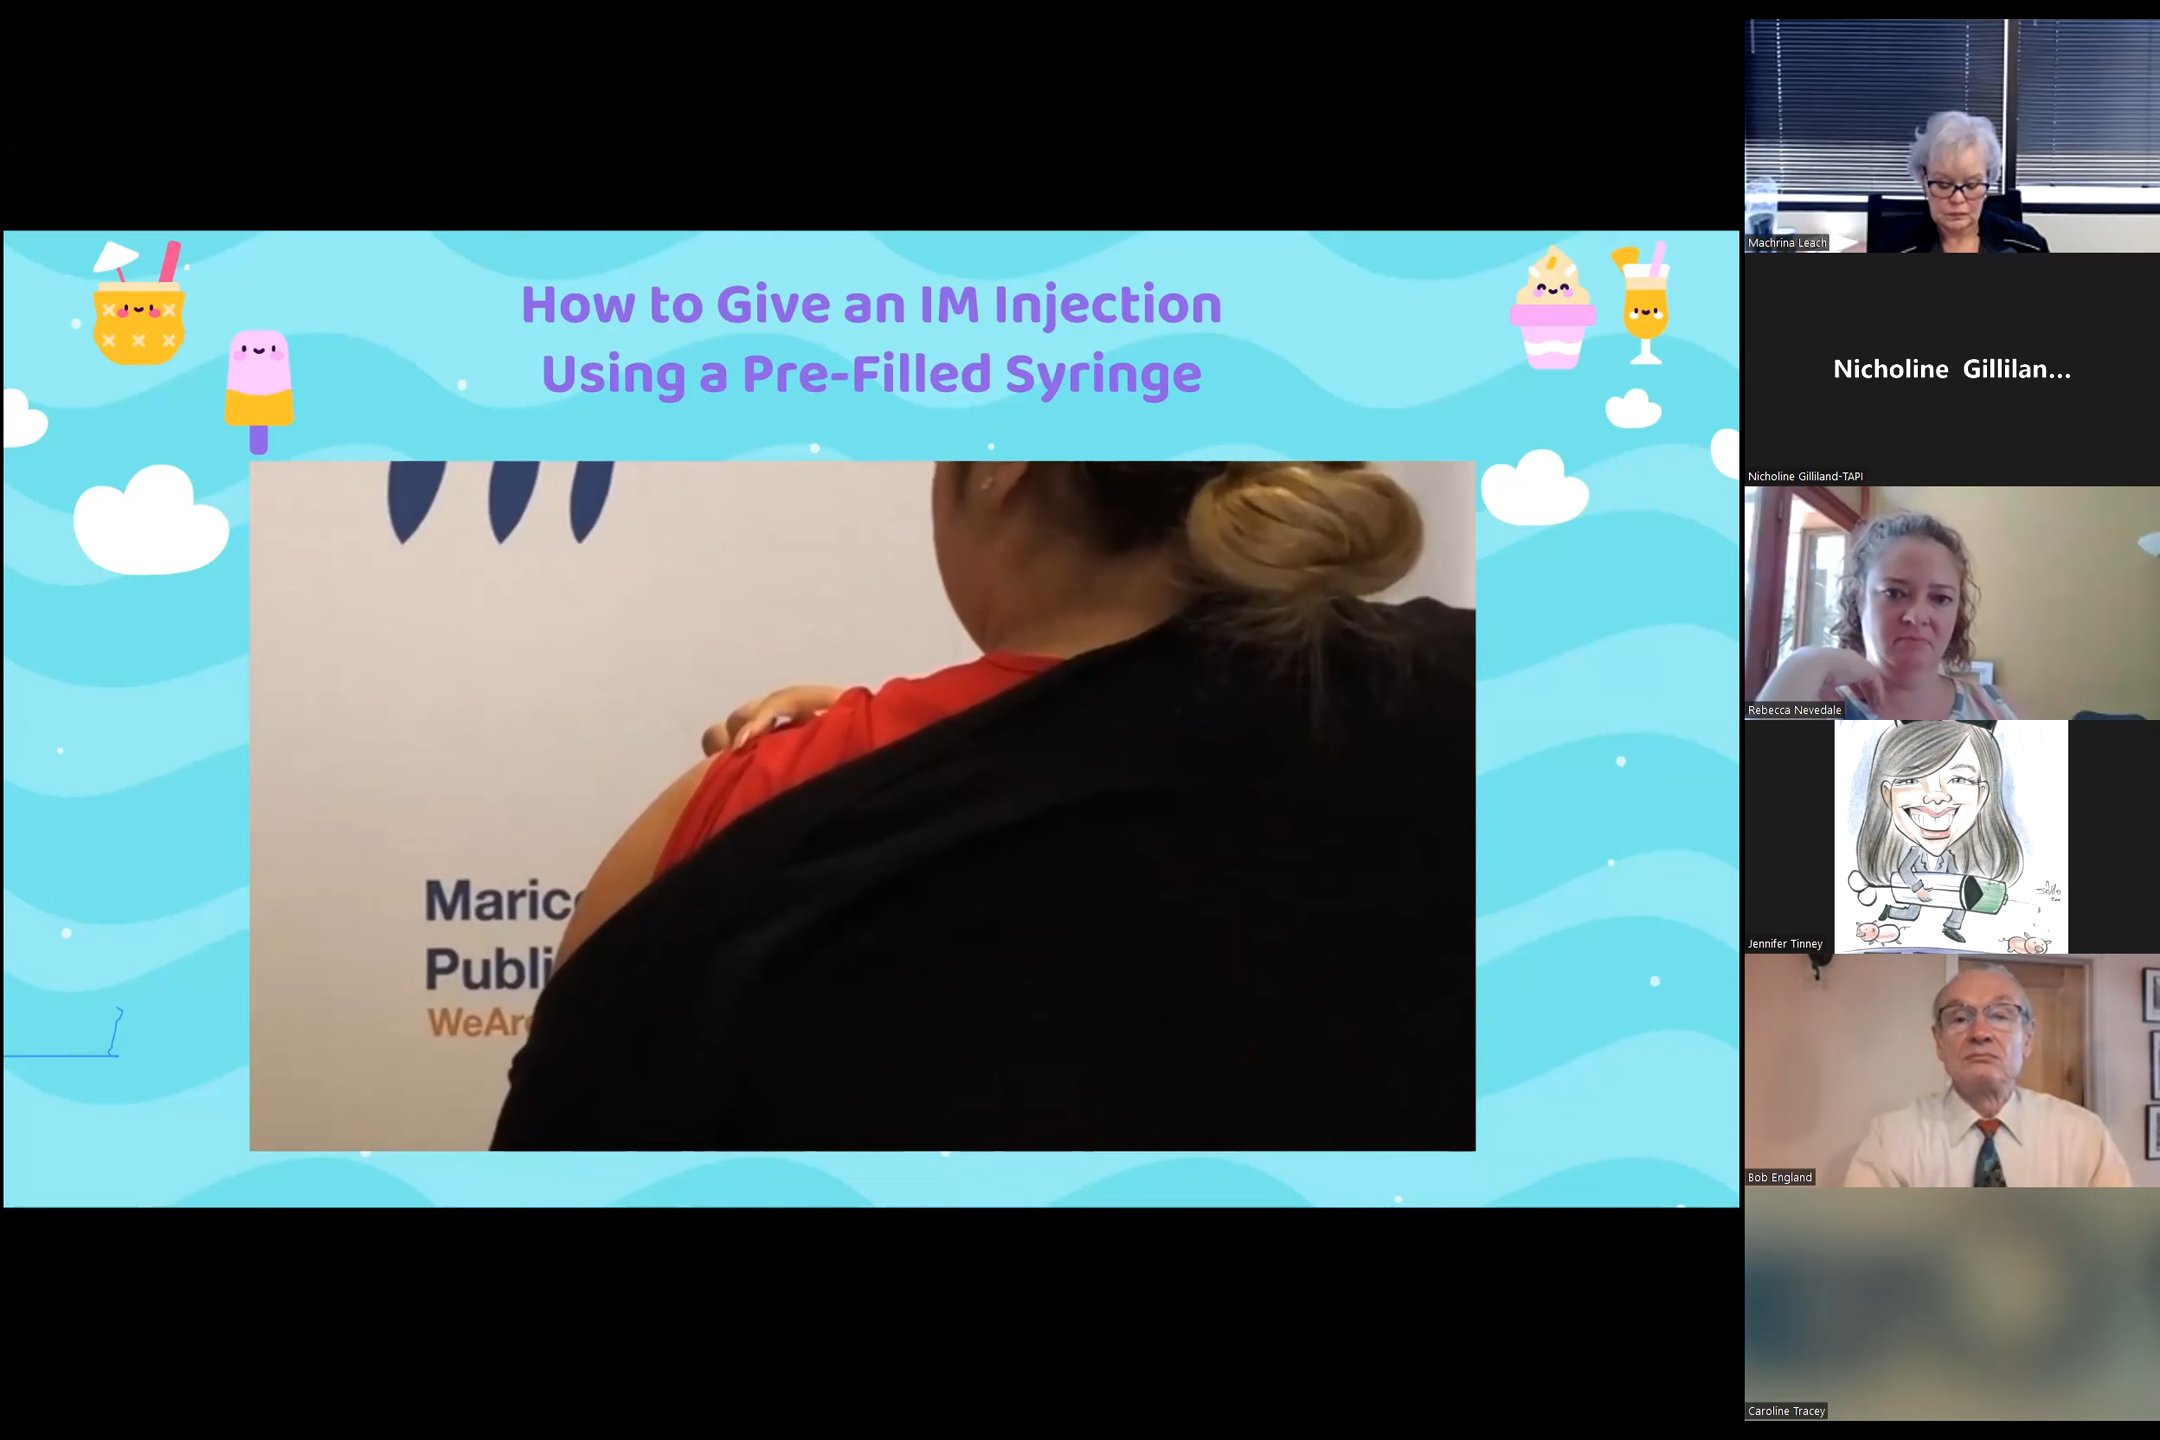 How to Give an IM Injection
Using a Pre-Filled Syringe
Maric
Publi
WeAr
Machrina Leach
Nicholine Gillilan...
Nicholine Gilliland-TAPI
Rebecca Nevedale
Jennifer Tinney
Bob England
Caroline Tracey